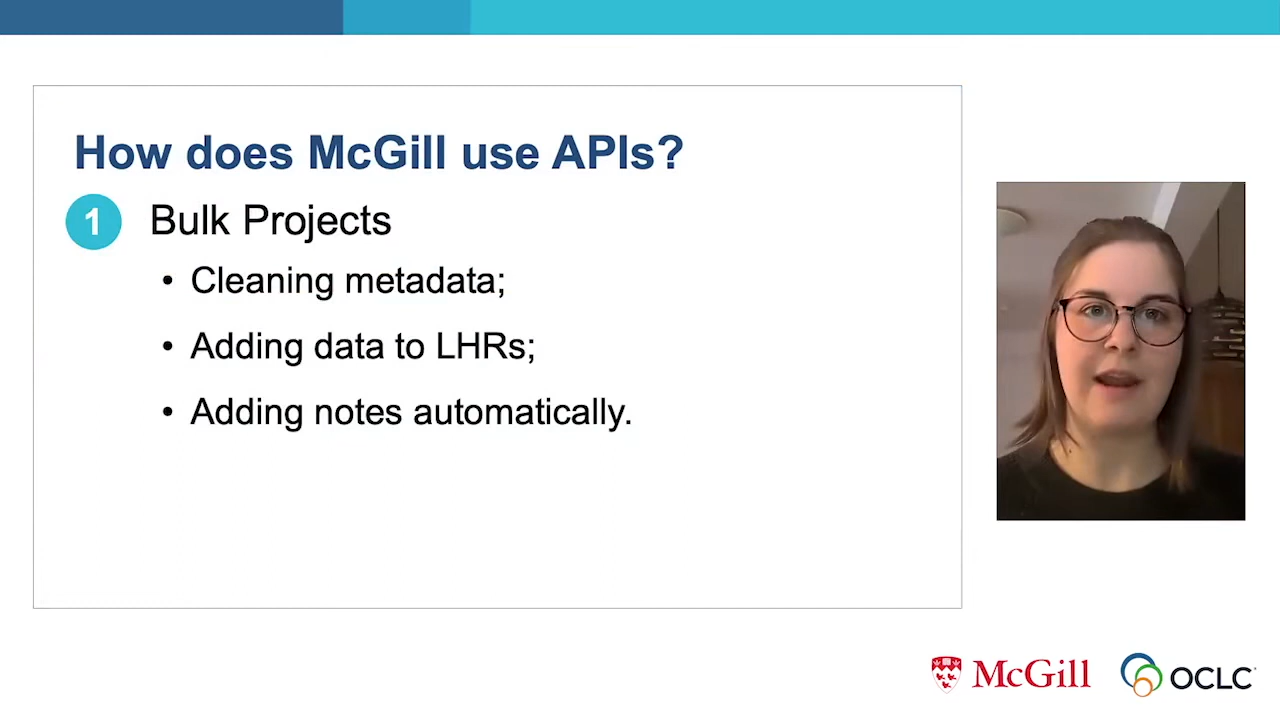 How does McGill use APIs?
1 Bulk Projects
• Cleaning metadata;
• Adding data to LHRs;
• Adding notes automatically.
McGill OCLC